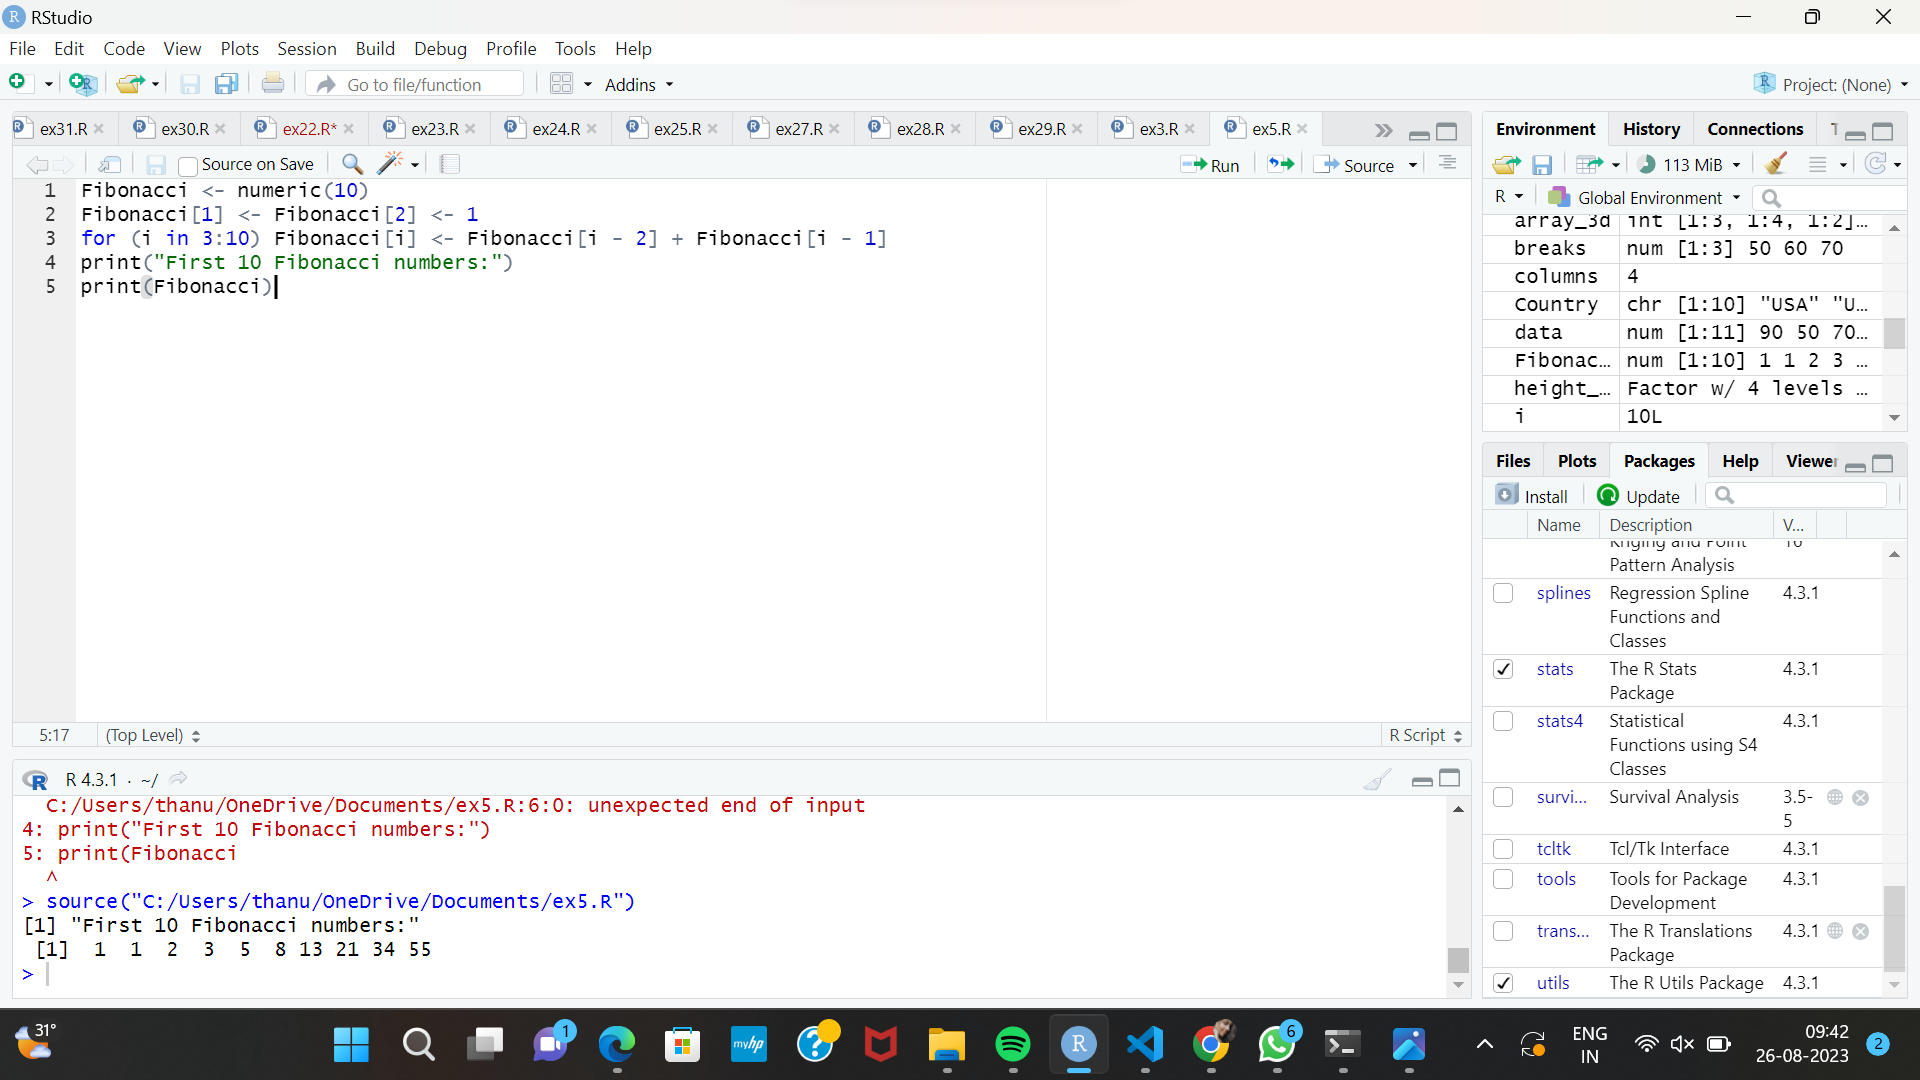 RStudio
File Edit Code View Plots Session Build Debug Profile Tools Help
Go to file/function Addins Project: (None)
ex31.R ex30.R ex22.R* ex23.R ex24.R ex25.R ex27.R ex28.R ex29.R ex3.R ex5.R
Source on Save Run Source
1 Fibonacci <- numeric(10)
2 Fibonacci[1] <- Fibonacci[2] <- 1
3 for (i in 3:10) Fibonacci[i] <- Fibonacci[i - 2] + Fibonacci[i - 1]
4 print("First 10 Fibonacci numbers:")
5 print(Fibonacci)
5:17 (Top Level) R Script
R 4.3.1 · ~/
C:/Users/thanu/OneDrive/Documents/ex5.R:6:0: unexpected end of input
4: print("First 10 Fibonacci numbers:")
5: print(Fibonacci
^
> source("C:/Users/thanu/OneDrive/Documents/ex5.R")
[1] "First 10 Fibonacci numbers:"
[1] 1 1 2 3 5 8 13 21 34 55
>
Environment History Connections
113 MiB
R Global Environment
array_3d int [1:3, 1:4, 1:2]…
breaks num [1:3] 50 60 70
columns 4
Country chr [1:10] "USA" "U…
data num [1:11] 90 50 70…
Fibonac… num [1:10] 1 1 2 3 …
height_… Factor w/ 4 levels …
i 10L
Files Plots Packages Help Viewer
Install Update
Name Description V...
Kriging and Point
Pattern Analysis
splines Regression Spline 4.3.1
Functions and
Classes
stats The R Stats 4.3.1
Package
stats4 Statistical 4.3.1
Functions using S4
Classes
survi... Survival Analysis 3.5-
5
tcltk Tcl/Tk Interface 4.3.1
tools Tools for Package 4.3.1
Development
trans... The R Translations 4.3.1
Package
utils The R Utils Package 4.3.1
31° 1 myhp R 6 ENG 09:42
IN 26-08-2023 2